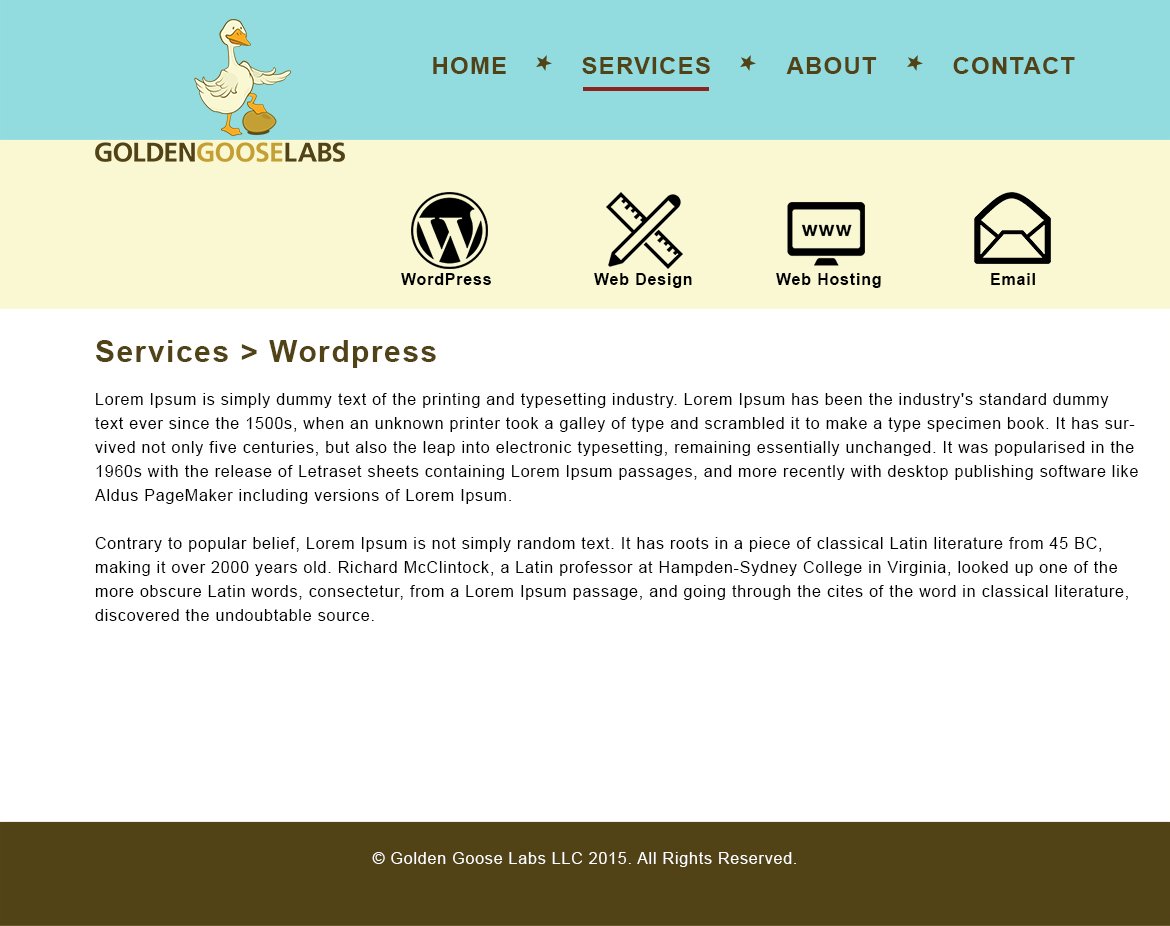 HOME ★ SERVICES ★ ABOUT ★ CONTACT
GOLDENGOOSELABS
www
WordPress Web Design Web Hosting Email
Services > Wordpress
Lorem Ipsum is simply dummy text of the printing and typesetting industry. Lorem Ipsum has been the industry's standard dummy
text ever since the 1500s, when an unknown printer took a galley of type and scrambled it to make a type specimen book. It has sur-
vived not only five centuries, but also the leap into electronic typesetting, remaining essentially unchanged. It was popularised in the
1960s with the release of Letraset sheets containing Lorem Ipsum passages, and more recently with desktop publishing software like
Aldus PageMaker including versions of Lorem Ipsum.
Contrary to popular belief, Lorem Ipsum is not simply random text. It has roots in a piece of classical Latin literature from 45 BC,
making it over 2000 years old. Richard McClintock, a Latin professor at Hampden-Sydney College in Virginia, looked up one of the
more obscure Latin words, consectetur, from a Lorem Ipsum passage, and going through the cites of the word in classical literature,
discovered the undoubtable source.
© Golden Goose Labs LLC 2015. All Rights Reserved.